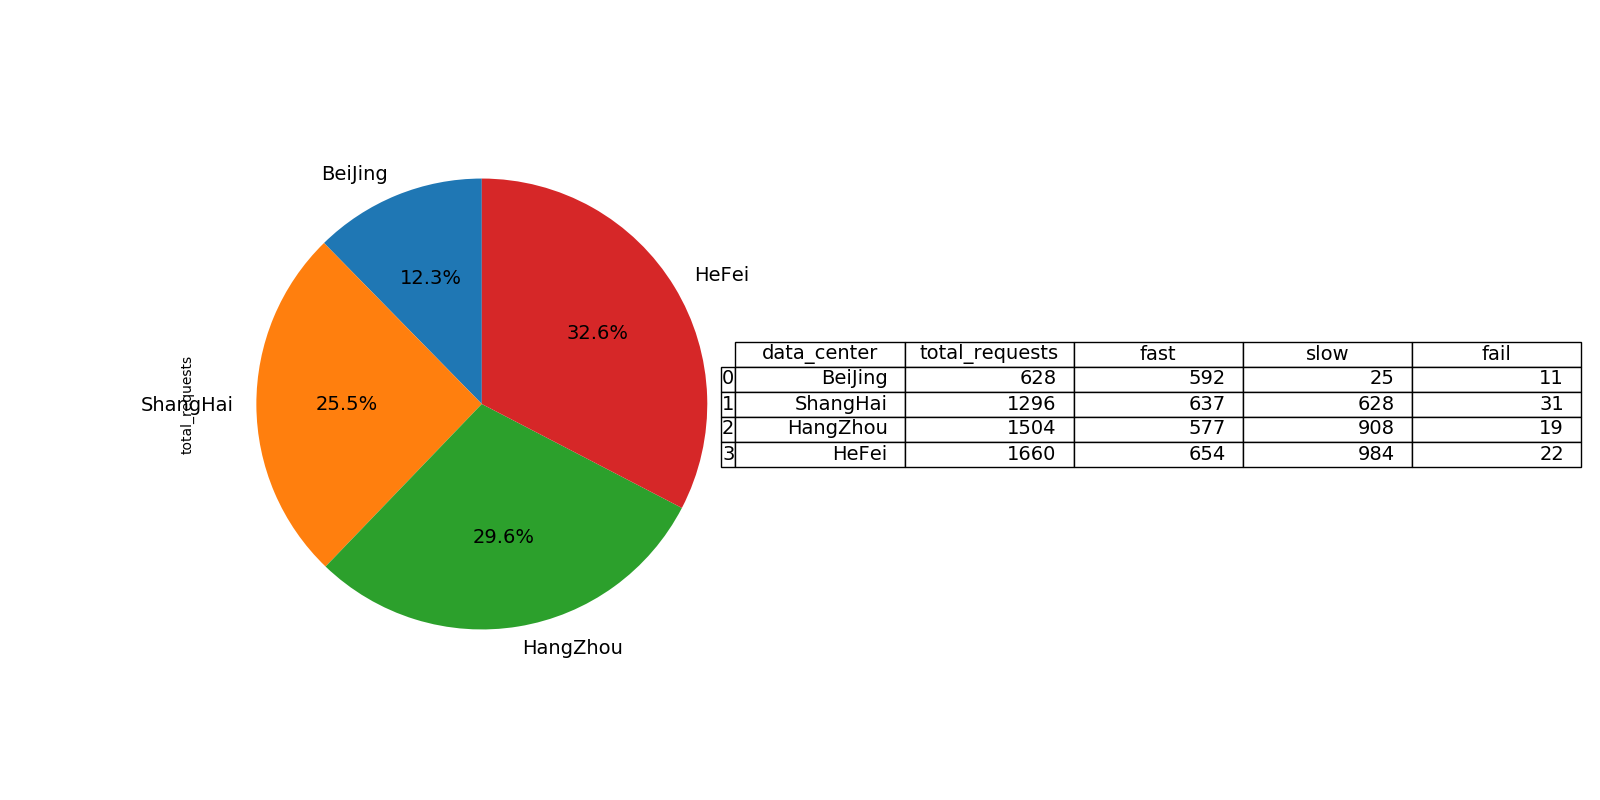 BeiJing
12.3%
HeFei
32.6%
ShangHai
total_requests
25.5%
29.6%
HangZhou
data_center total_requests fast slow fail
0 BeiJing 628 592 25 11
1 ShangHai 1296 637 628 31
2 HangZhou 1504 577 908 19
3 HeFei 1660 654 984 22